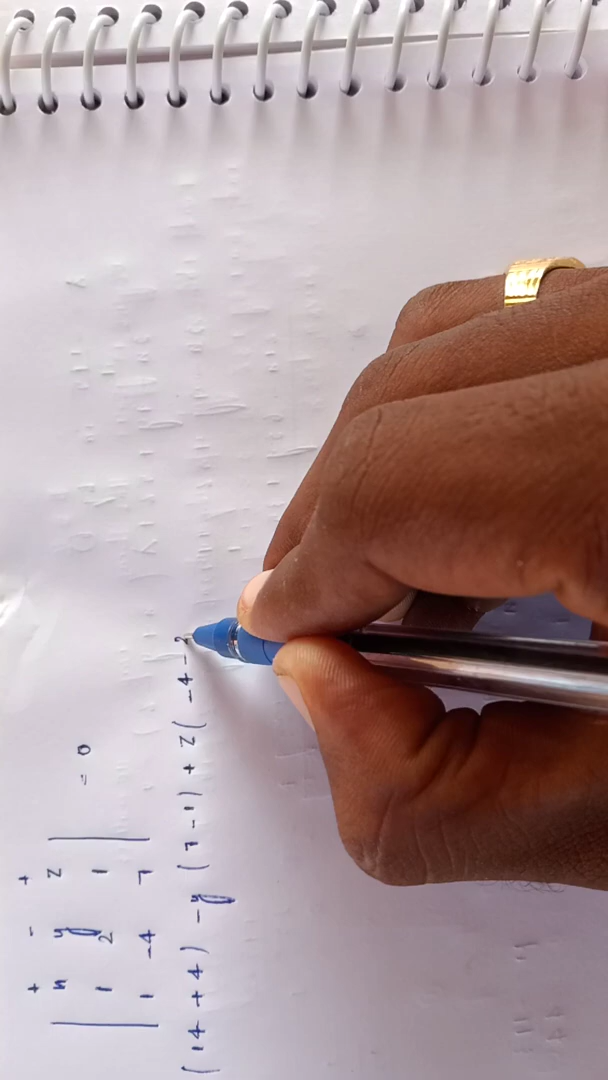 + - +
| x y z |
| 1 2 1 | = 0
| 1 -4 7 |
(14 + 4) - y (7 - 1) + z ( -4 - 2